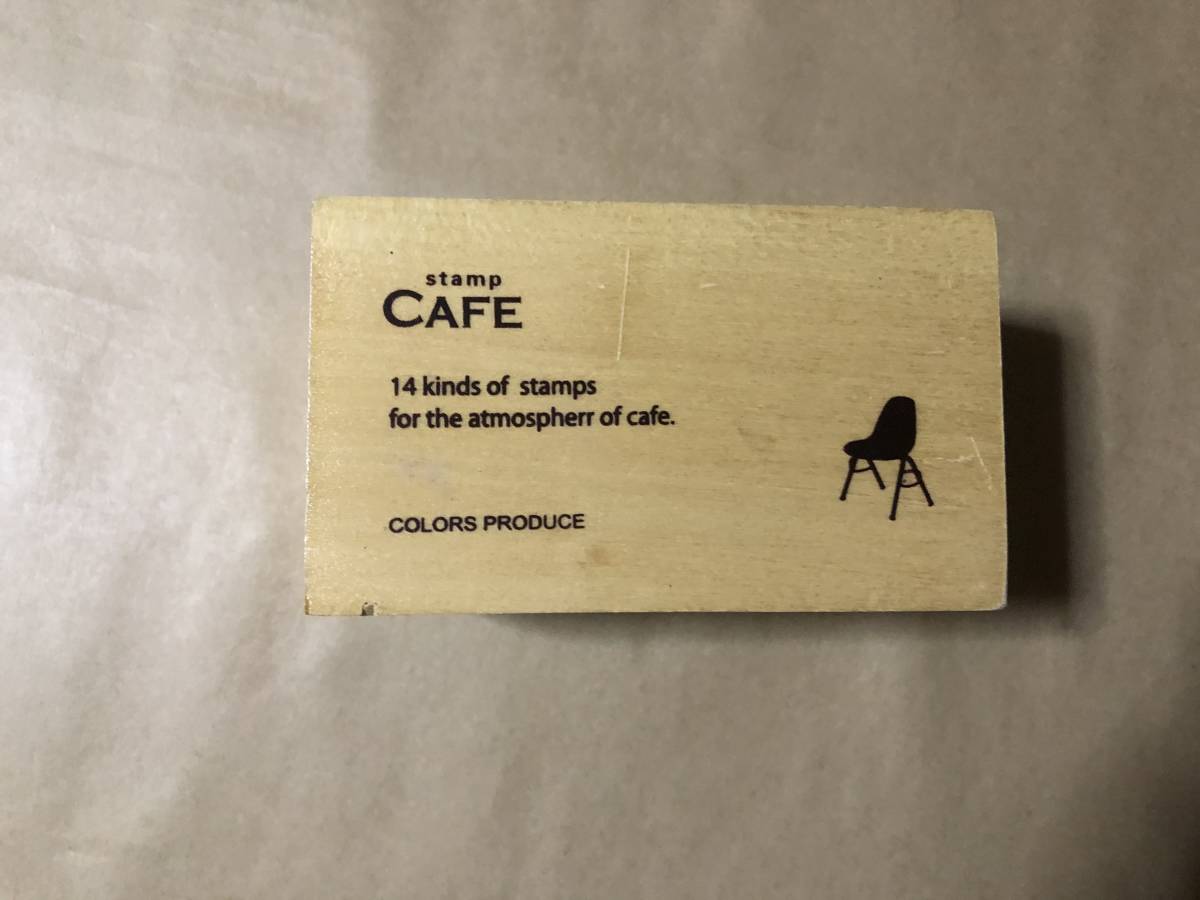 stamp
CAFE
14 kinds of stamps
for the atmospherr of cafe.
COLORS PRODUCE